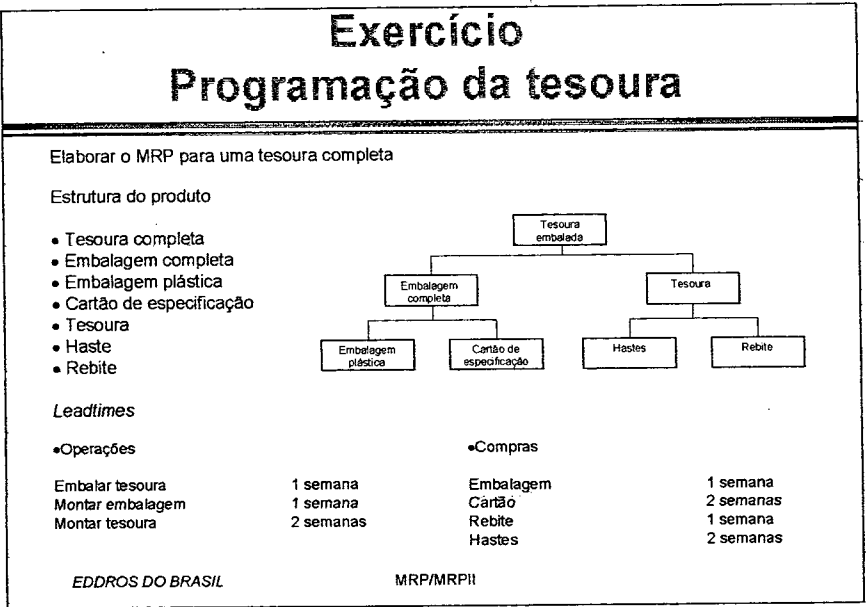 Exercício
Programação da tesoura
Elaborar o MRP para uma tesoura completa
Estrutura do produto
• Tesoura completa
• Embalagem completa
• Embalagem plástica
• Cartão de especificação
• Tesoura
• Haste
• Rebite
Tesoura
embalada
Embalagem
completa
Tesoura
Embalagem
plástica
Cartão de
especificação
Hastes
Rebite
Leadtimes
•Operações
Embalar tesoura 1 semana
Montar embalagem 1 semana
Montar tesoura 2 semanas
•Compras
Embalagem 1 semana
Cartão 2 semanas
Rebite 1 semana
Hastes 2 semanas
EDDROS DO BRASIL MRP/MRPII